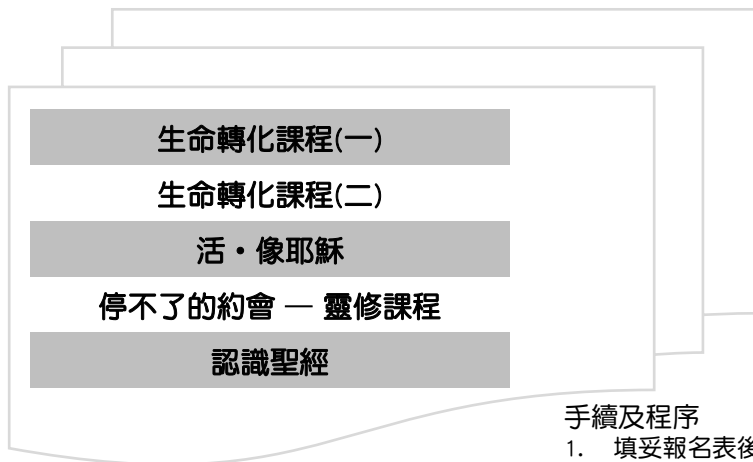 生命轉化課程(一)
生命轉化課程(二)
活・像耶穌
停不了的約會 — 靈修課程
認識聖經
手續及程序
1. 填妥報名表後